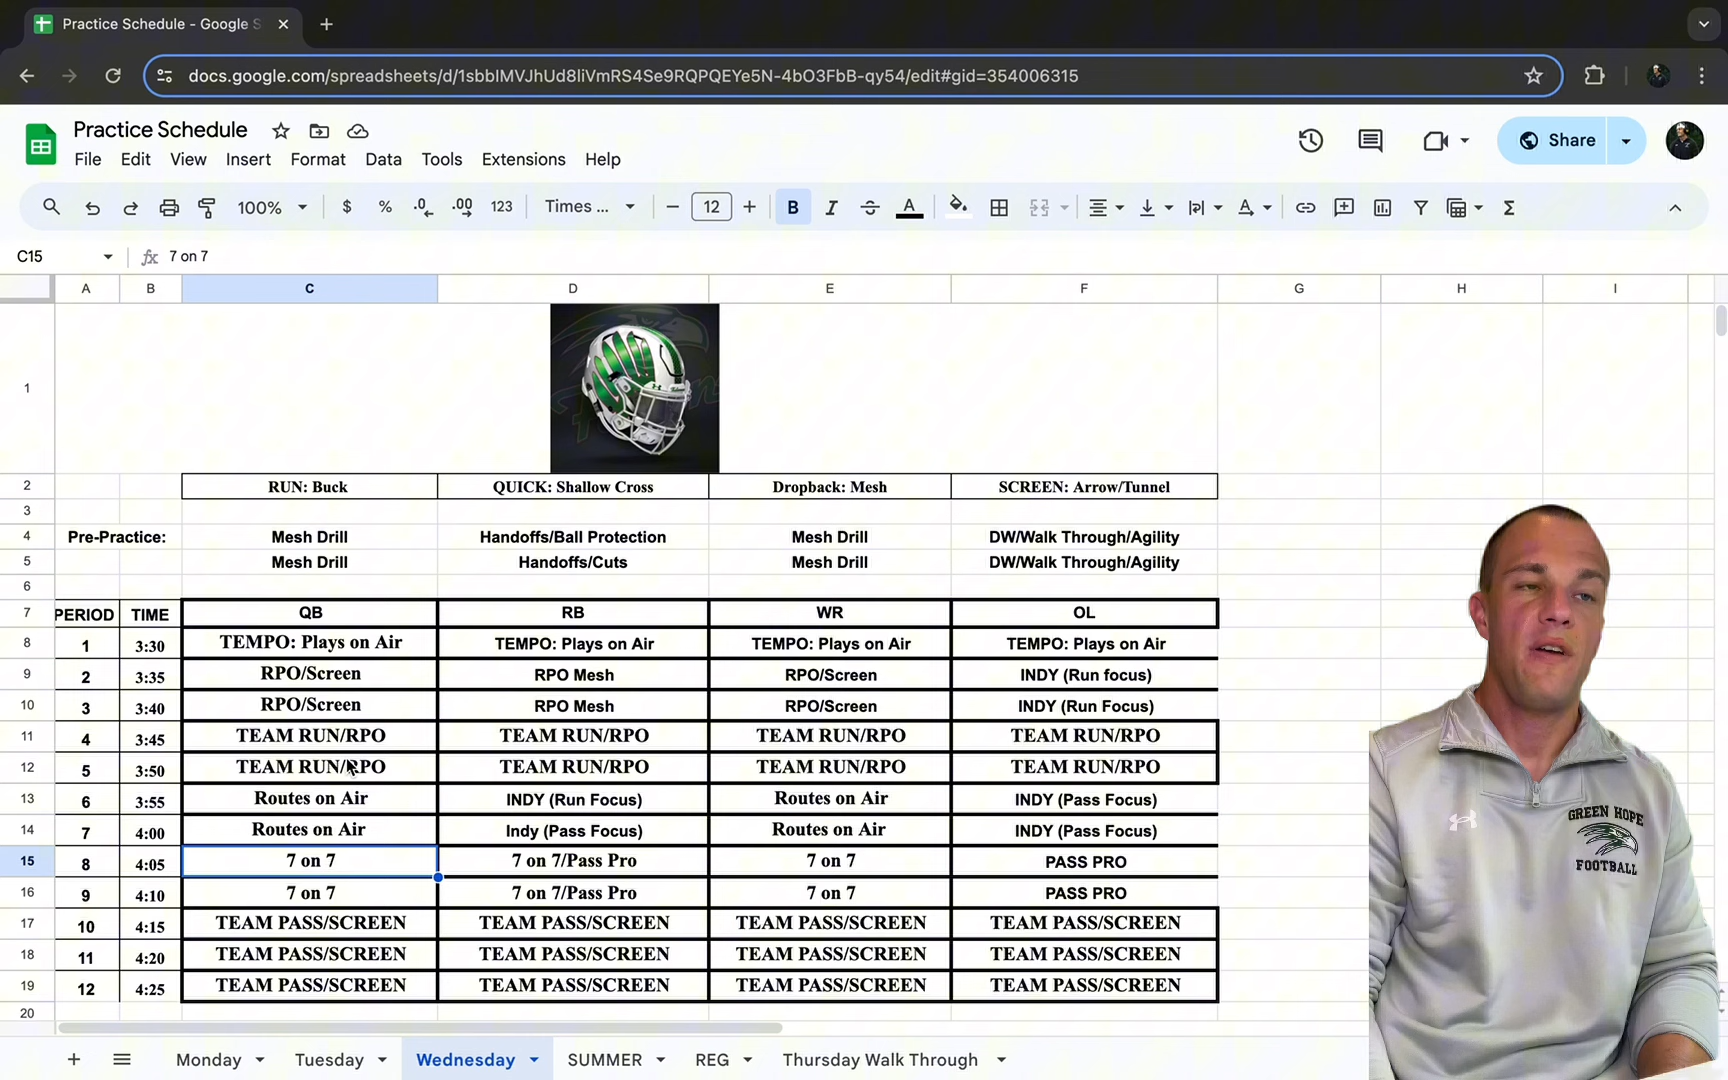 Practice Schedule - Google S
docs.google.com/spreadsheets/d/1sbbIMVJhUd8liVmRS4Se9RQPQEYe5N-4bO3FbB-qy54/edit#gid=354006315
Practice Schedule
File Edit View Insert Format Data Tools Extensions Help
Share
100% $ % .0 .00 123 Times ... 12 B I A Σ
C15 fx 7 on 7
A B C D E F G H I
1
2 RUN: Buck QUICK: Shallow Cross Dropback: Mesh SCREEN: Arrow/Tunnel
3
4 Pre-Practice: Mesh Drill Handoffs/Ball Protection Mesh Drill DW/Walk Through/Agility
5 Mesh Drill Handoffs/Cuts Mesh Drill DW/Walk Through/Agility
6
7 PERIOD TIME QB RB WR OL
8 1 3:30 TEMPO: Plays on Air TEMPO: Plays on Air TEMPO: Plays on Air TEMPO: Plays on Air
9 2 3:35 RPO/Screen RPO Mesh RPO/Screen INDY (Run focus)
10 3 3:40 RPO/Screen RPO Mesh RPO/Screen INDY (Run Focus)
11 4 3:45 TEAM RUN/RPO TEAM RUN/RPO TEAM RUN/RPO TEAM RUN/RPO
12 5 3:50 TEAM RUN/RPO TEAM RUN/RPO TEAM RUN/RPO TEAM RUN/RPO
13 6 3:55 Routes on Air INDY (Run Focus) Routes on Air INDY (Pass Focus)
14 7 4:00 Routes on Air Indy (Pass Focus) Routes on Air INDY (Pass Focus)
15 8 4:05 7 on 7 7 on 7/Pass Pro 7 on 7 PASS PRO
16 9 4:10 7 on 7 7 on 7/Pass Pro 7 on 7 PASS PRO
17 10 4:15 TEAM PASS/SCREEN TEAM PASS/SCREEN TEAM PASS/SCREEN TEAM PASS/SCREEN
18 11 4:20 TEAM PASS/SCREEN TEAM PASS/SCREEN TEAM PASS/SCREEN TEAM PASS/SCREEN
19 12 4:25 TEAM PASS/SCREEN TEAM PASS/SCREEN TEAM PASS/SCREEN TEAM PASS/SCREEN
20
GREEN HOPE
FOOTBALL
Monday Tuesday Wednesday SUMMER REG Thursday Walk Through